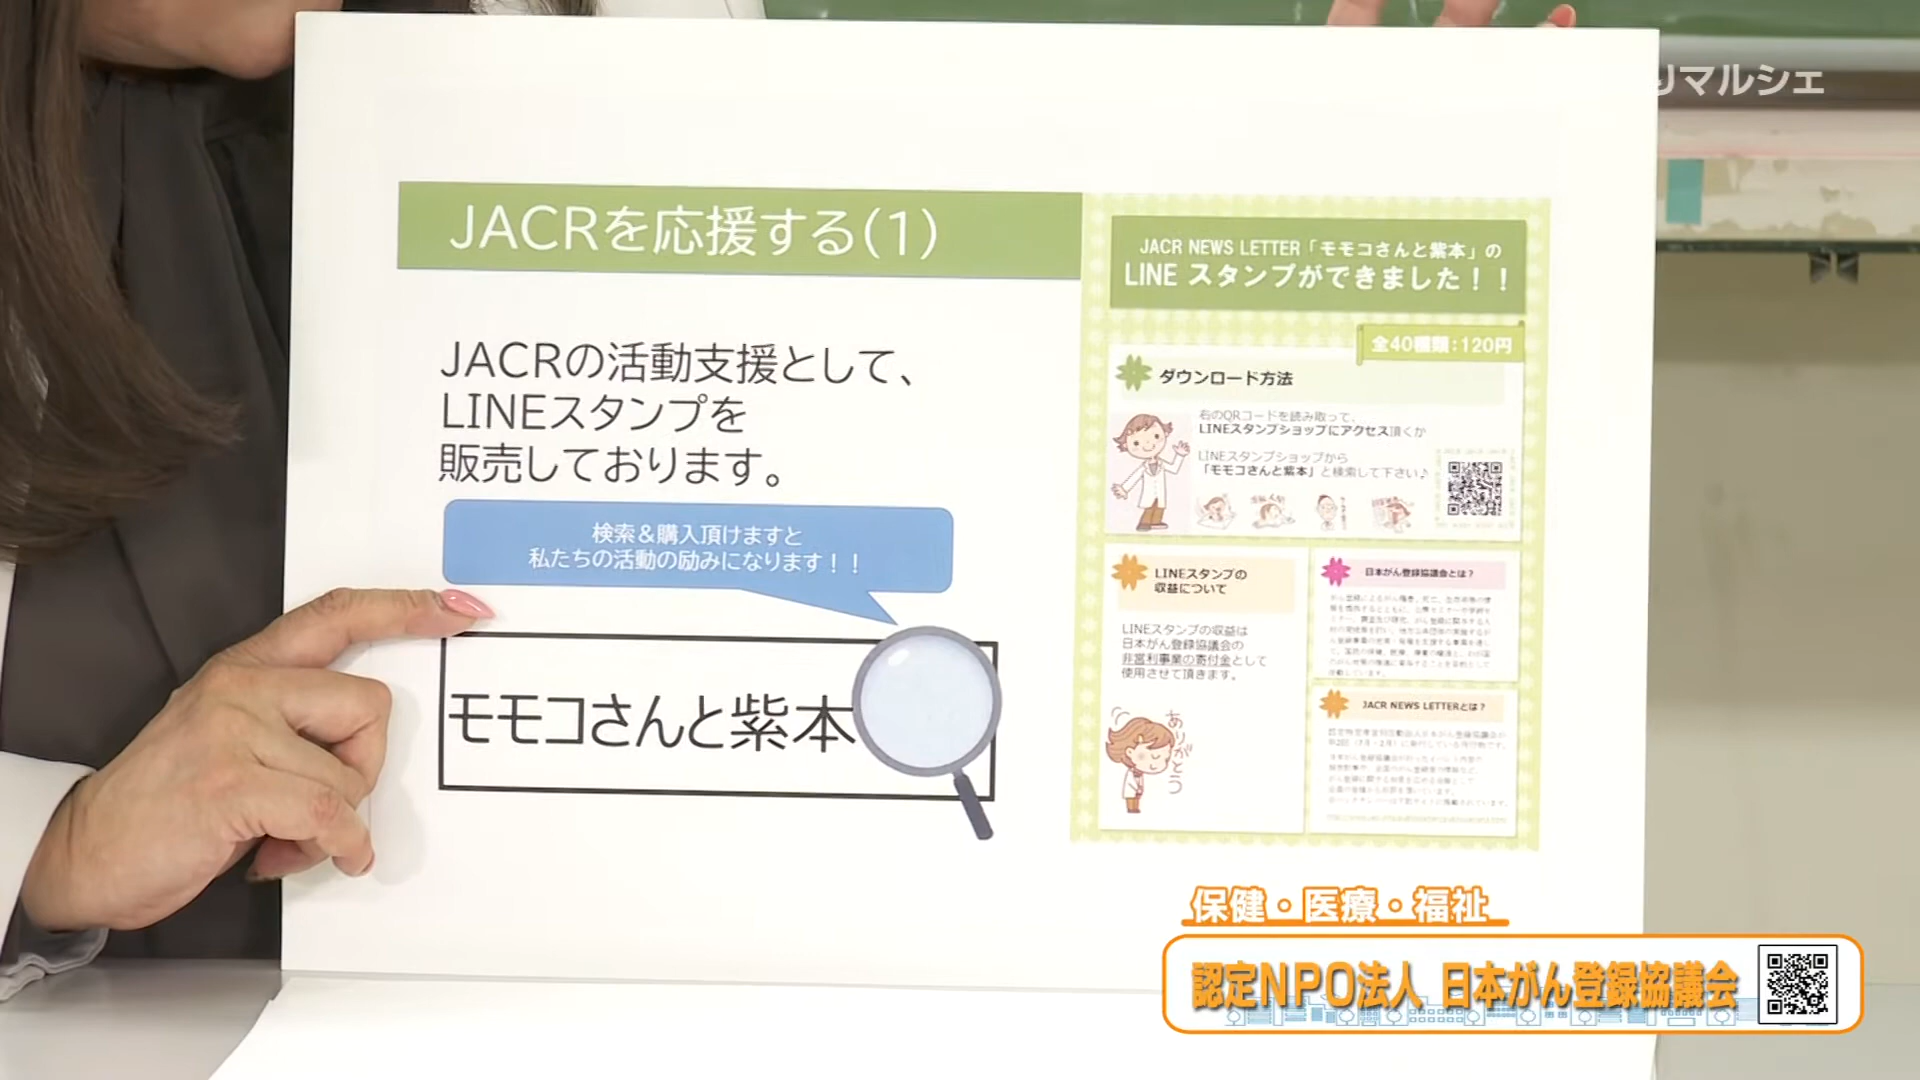 りマルシェ
JACRを応援する(1)
JACRの活動支援として、
LINEスタンプを
販売しております。
検索＆購入頂けますと
私たちの活動の励みになります！！
モモコさんと紫本
JACR NEWS LETTER「モモコさんと紫本」の
LINE スタンプができました！！
全40種類：120円
ダウンロード方法
右のQRコードを読み取って、
LINEスタンプショップにアクセス頂くか
LINEスタンプショップから
「モモコさんと紫本」と検索して下さい♪
LINEスタンプの
収益について
LINEスタンプの収益は
日本がん登録協議会の
非営利事業の寄付金として
使用させて頂きます。
ありがとう
日本がん登録協議会とは？
JACR NEWS LETTERとは？
保健・医療・福祉
認定NPO法人 日本がん登録協議会